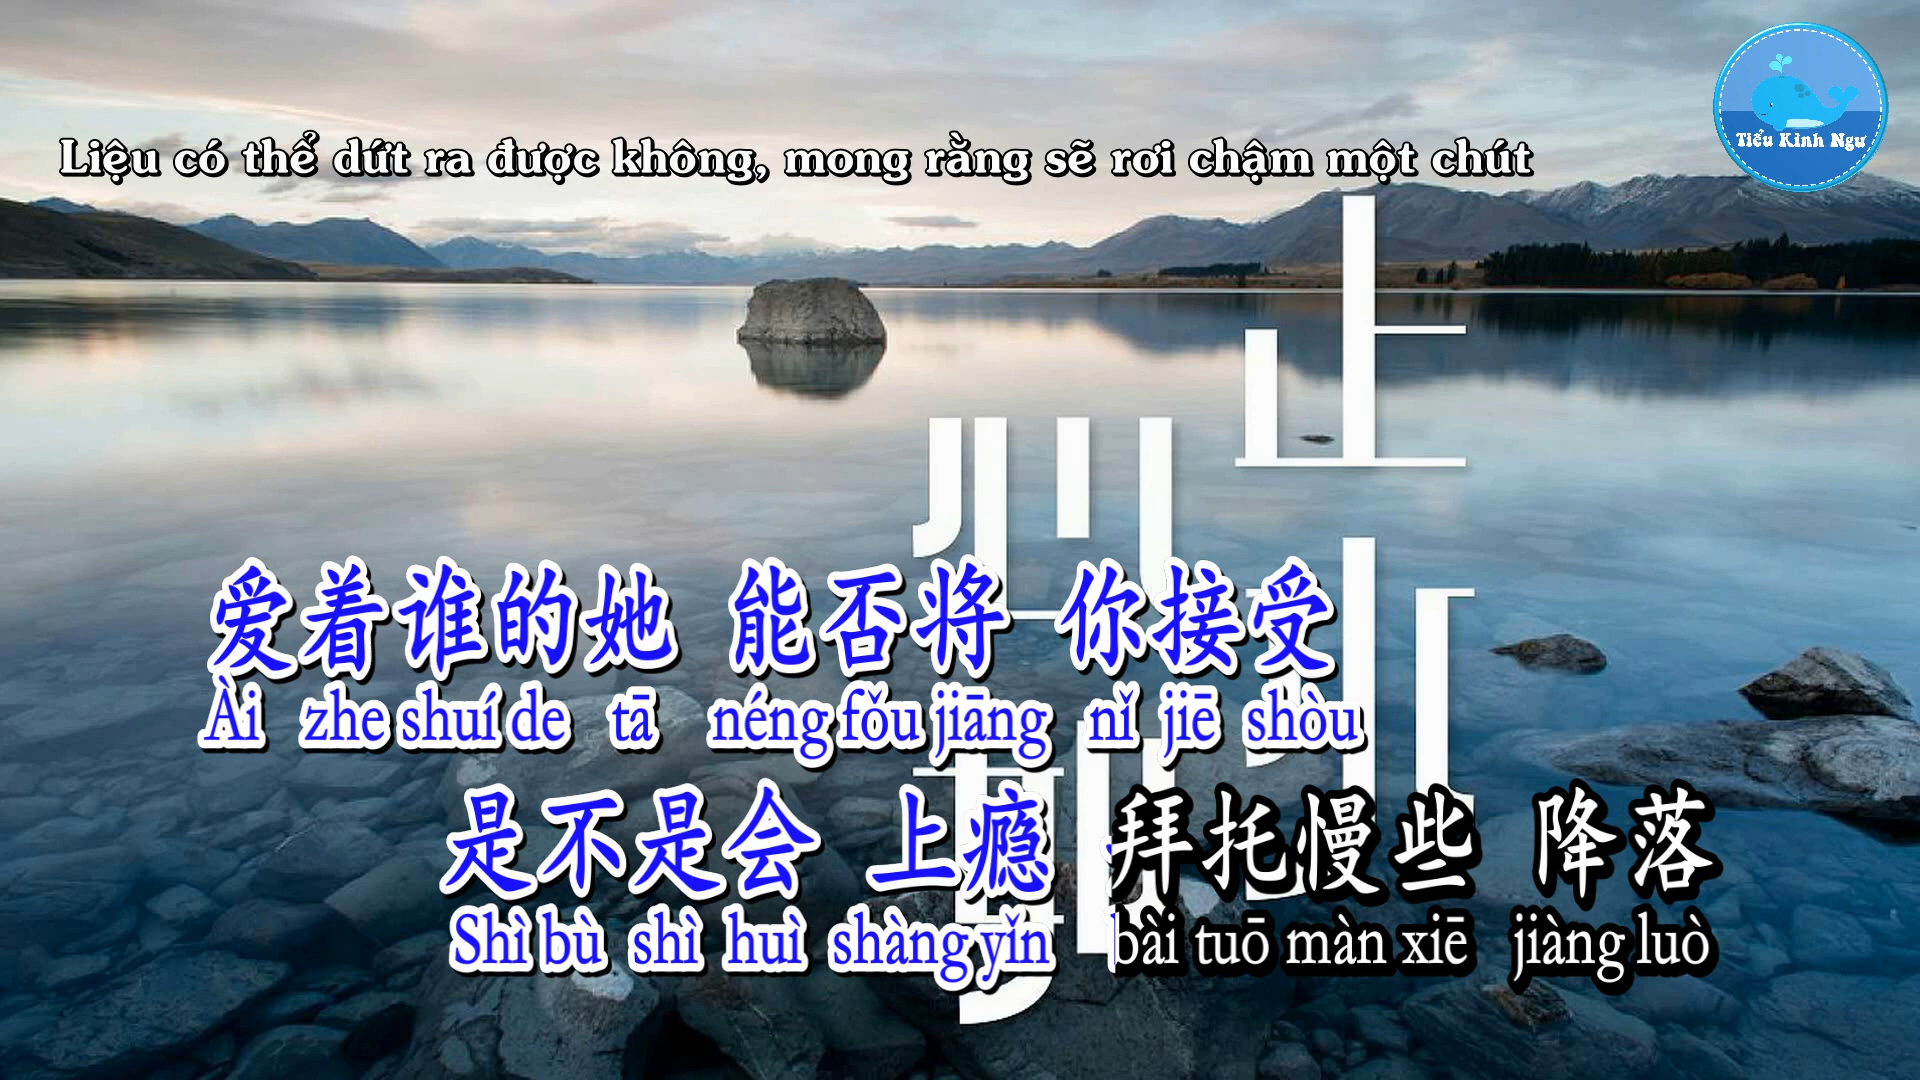 Liệu có thể dứt ra được không, mong rằng sẽ rơi chậm một chút
Tiểu Kình Ngư
止
爱着谁的她 能否将 你接受
Ài zhe shuí de tā néng fǒu jiāng nǐ jiē shòu
是不是会 上瘾 拜托慢些 降落
Shì bù shì huì shàng yǐn bài tuō màn xiē jiàng luò